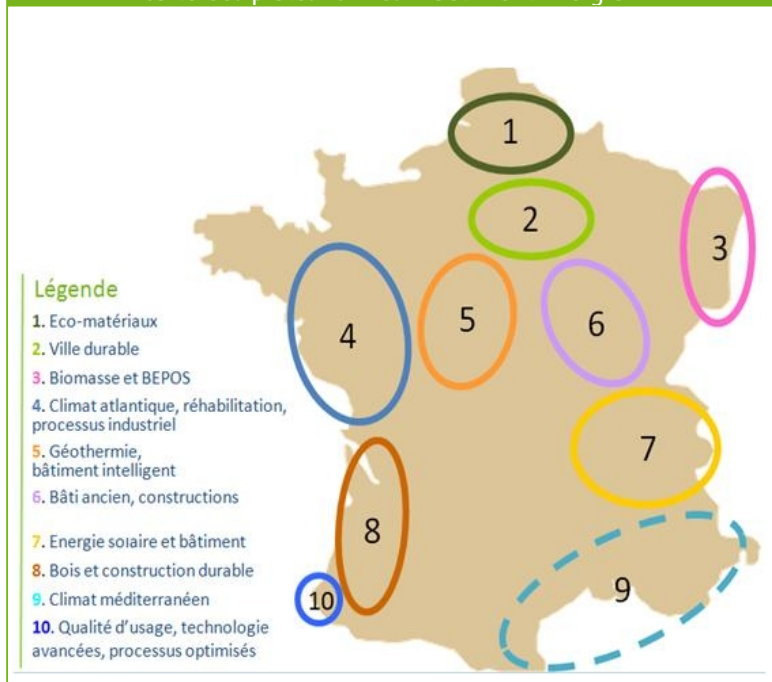 1
2
3
4
5
6
7
8
9
10
Légende
1. Eco-matériaux
2. Ville durable
3. Biomasse et BEPOS
4. Climat atlantique, réhabilitation,
processus industriel
5. Géothermie,
bâtiment intelligent
6. Bâti ancien, constructions
7. Energie solaire et bâtiment
8. Bois et construction durable
9. Climat méditerranéen
10. Qualité d'usage, technologie
avancées, processus optimisés